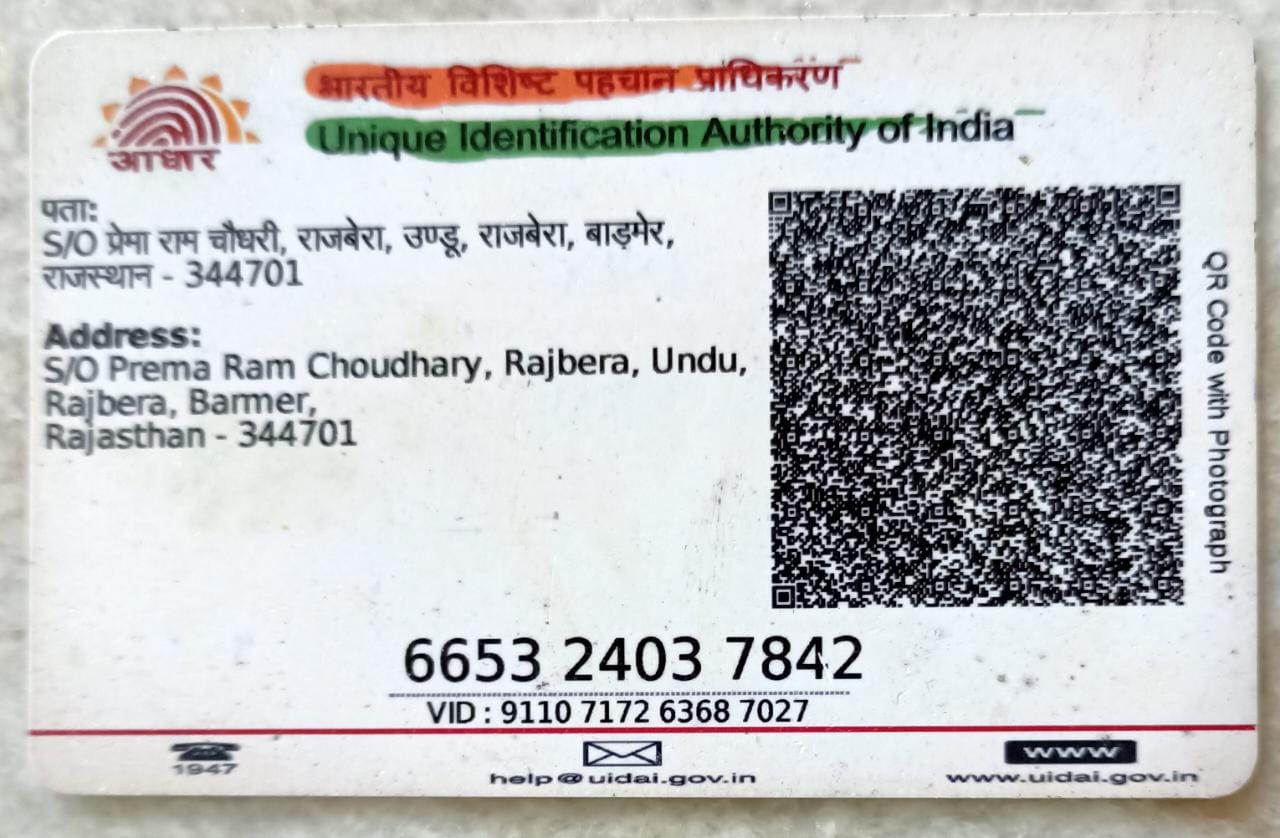 भारतीय विशिष्ट पहचान प्राधिकरण
Unique Identification Authority of India
आधार
पता:
S/O प्रेमा राम चौधरी, राजबेरा, उण्डू, राजबेरा, बाड़मेर,
राजस्थान - 344701
Address:
S/O Prema Ram Choudhary, Rajbera, Undu,
Rajbera, Barmer,
Rajasthan - 344701
QR Code with Photograph
6653 2403 7842
VID : 9110 7172 6368 7027
1947
help@uidai.gov.in
www
www.uidai.gov.in